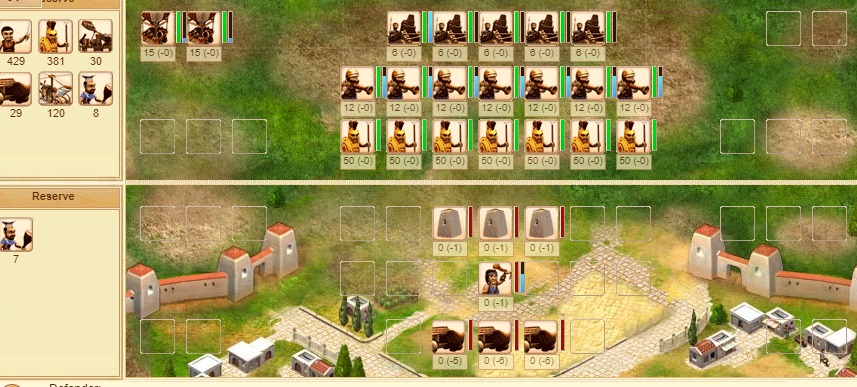 15 (-0) 15 (-0) 6 (-0) 6 (-0) 6 (-0) 6 (-0) 6 (-0)
429 381 30
12 (-0) 12 (-0) 12 (-0) 12 (-0) 12 (-0) 12 (-0) 12 (-0)
29 120 8
50 (-0) 50 (-0) 50 (-0) 50 (-0) 50 (-0) 50 (-0) 50 (-0)
Reserve
0 (-1) 0 (-1) 0 (-1)
7
0 (-1)
0 (-5) 0 (-6) 0 (-6)